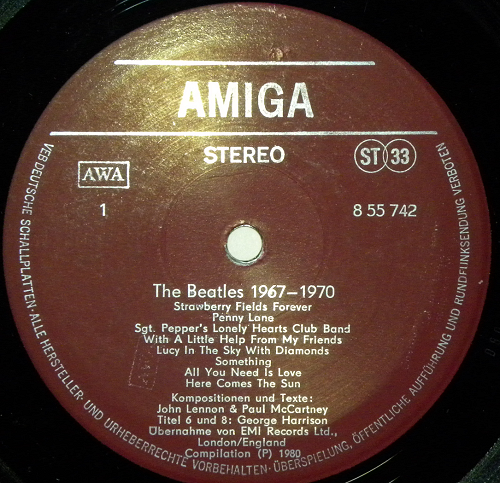 AMIGA
STEREO
ST 33
AWA
1
8 55 742
The Beatles 1967–1970
Strawberry Fields Forever
Penny Lane
Sgt. Pepper's Lonely Hearts Club Band
With A Little Help From My Friends
Lucy In The Sky With Diamonds
Something
All You Need Is Love
Here Comes The Sun
Kompositionen und Texte:
John Lennon & Paul McCartney
Titel 6 und 8: George Harrison
Übernahme von EMI Records Ltd.,
London/England
Compilation (P) 1980
VEB DEUTSCHE SCHALLPLATTEN · ALLE HERSTELLER- UND URHEBERRECHTE VORBEHALTEN · ÜBERSPIELUNG, ÖFFENTLICHE AUFFÜHRUNG UND RUNDFUNKSENDUNG VERBOTEN